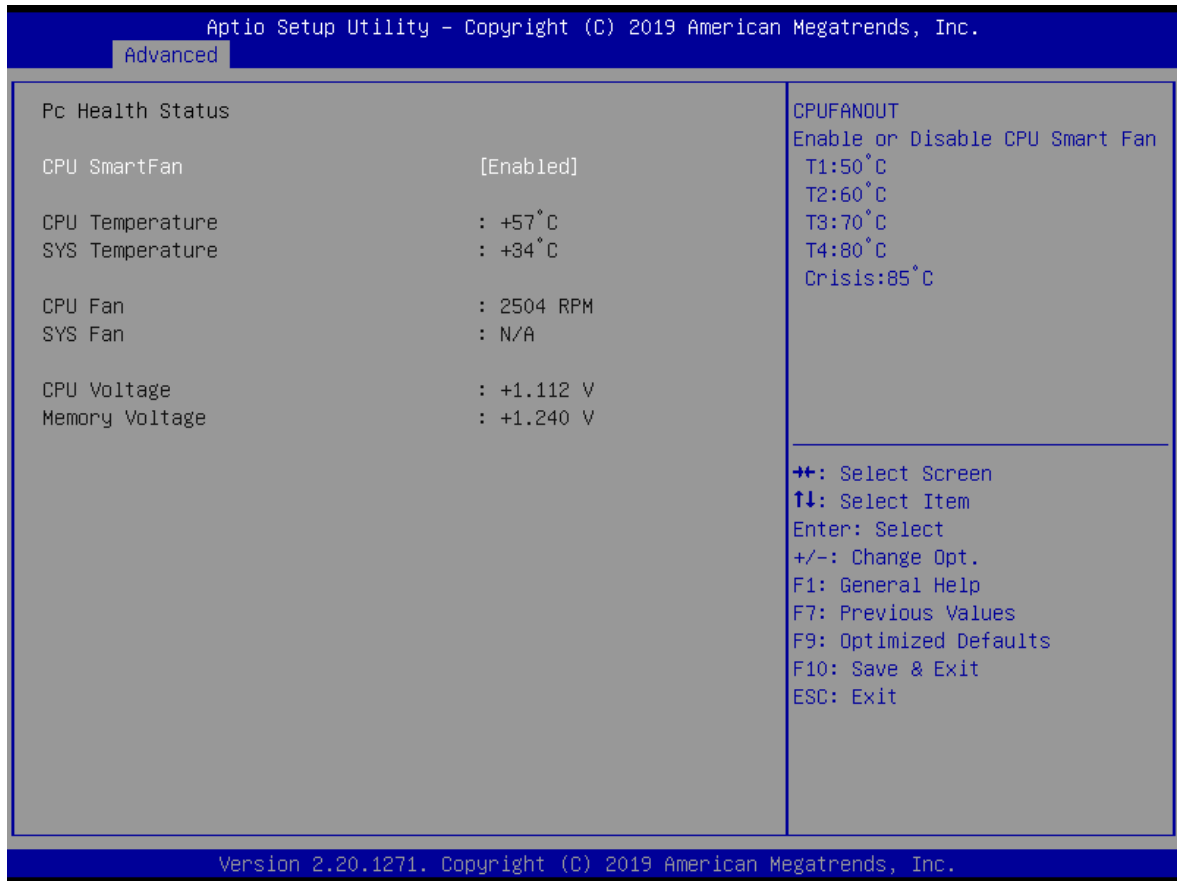 Aptio Setup Utility – Copyright (C) 2019 American Megatrends, Inc.
Advanced
Pc Health Status
CPU SmartFan [Enabled]
CPU Temperature : +57°C
SYS Temperature : +34°C
CPU Fan : 2504 RPM
SYS Fan : N/A
CPU Voltage : +1.112 V
Memory Voltage : +1.240 V
CPUFANOUT
Enable or Disable CPU Smart Fan
T1:50°C
T2:60°C
T3:70°C
T4:80°C
Crisis:85°C
→←: Select Screen
↑↓: Select Item
Enter: Select
+/-: Change Opt.
F1: General Help
F7: Previous Values
F9: Optimized Defaults
F10: Save & Exit
ESC: Exit
Version 2.20.1271. Copyright (C) 2019 American Megatrends, Inc.